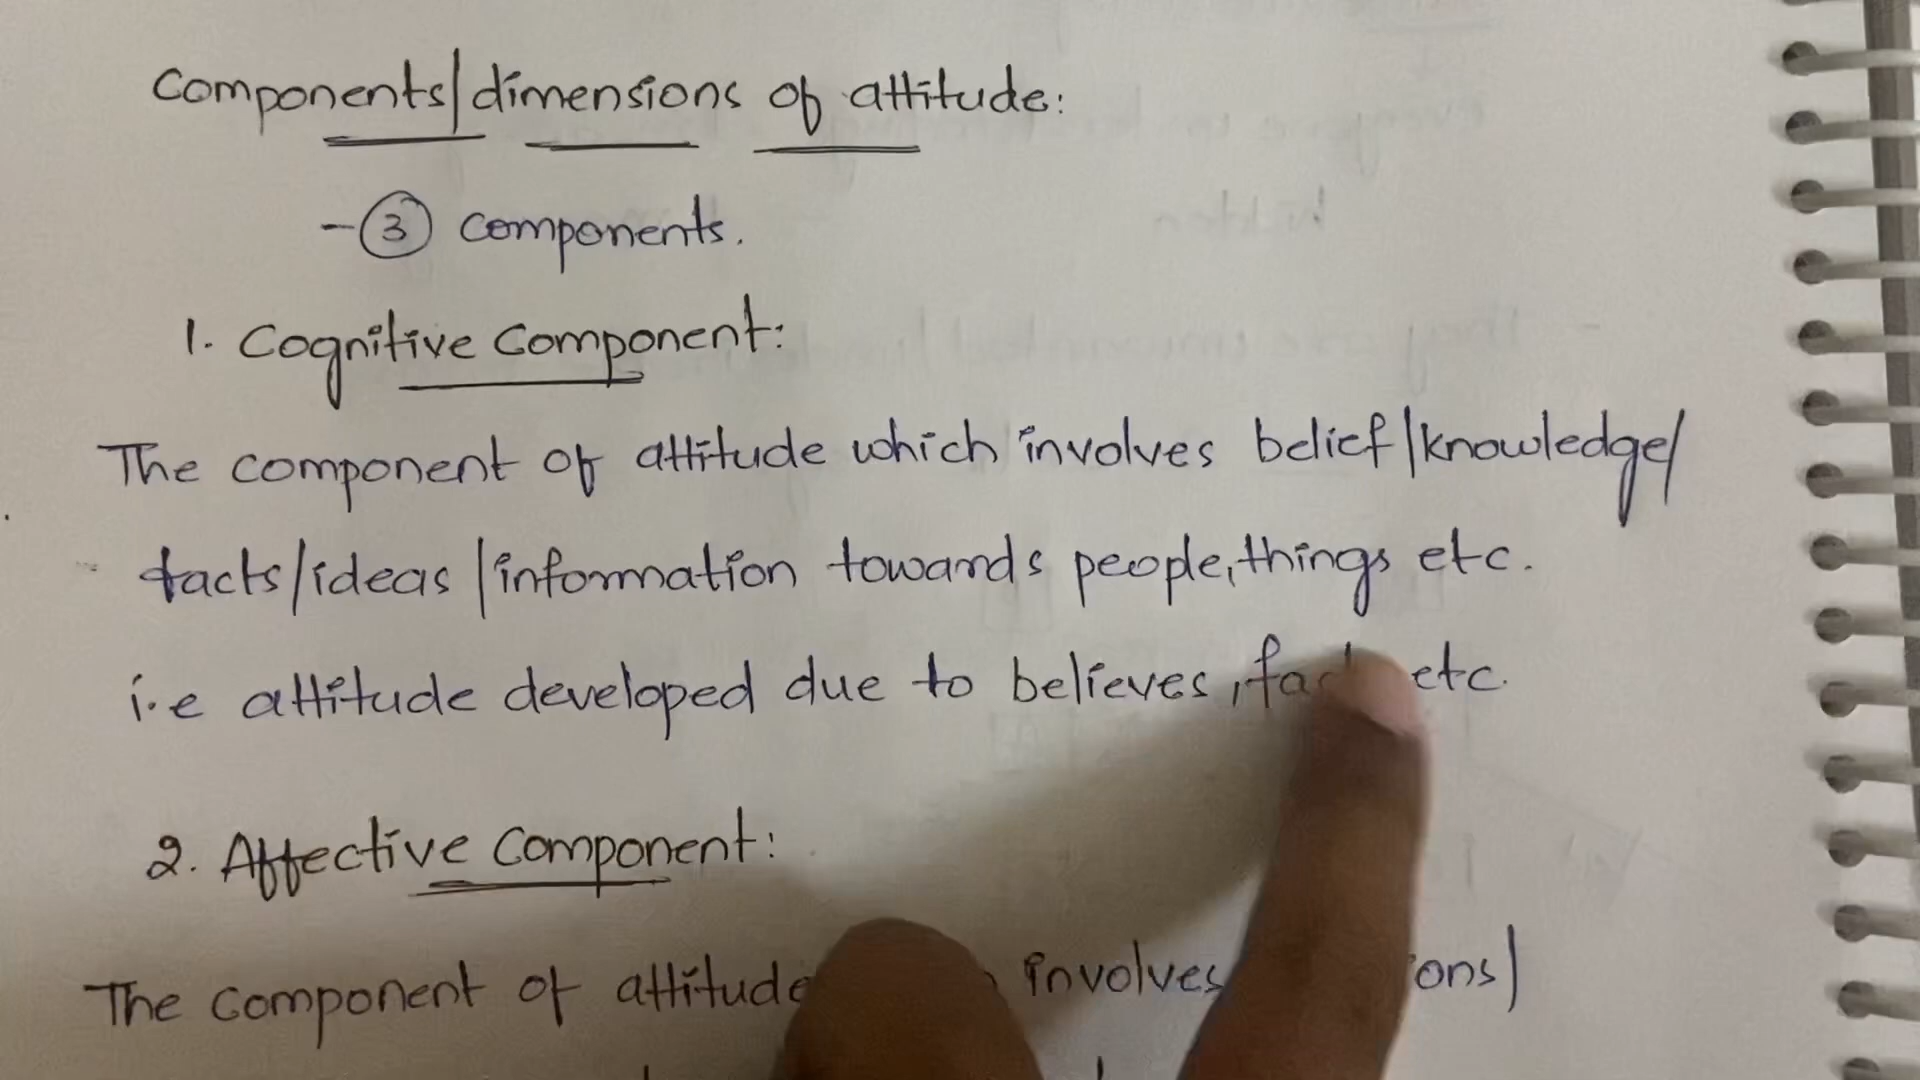 Components/dimensions of attitude:
- 3 components.
1. Cognitive Component:
The component of attitude which involves belief/knowledge/
facts/ideas/information towards people, things etc.
i.e attitude developed due to believes, etc.
2. Affective Component:
The component of attitude involves